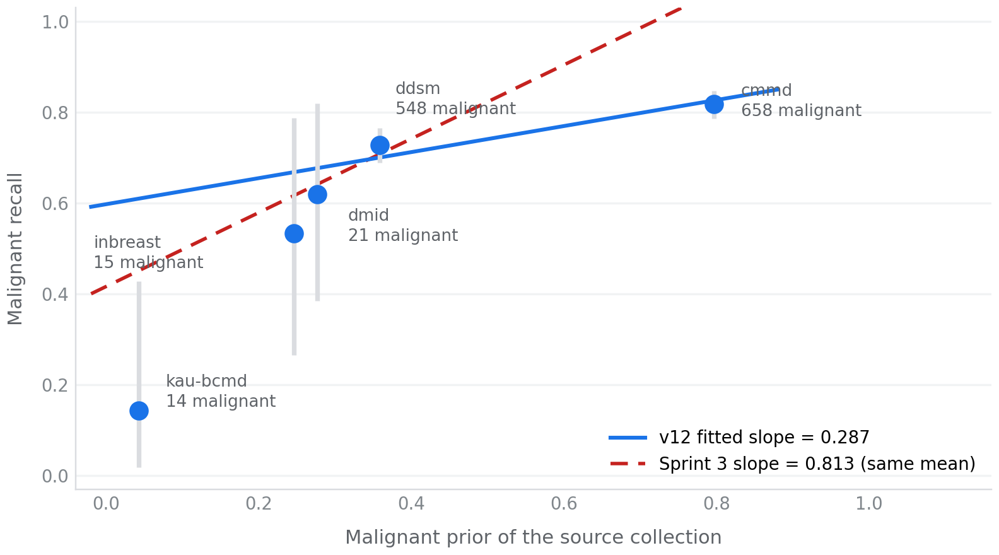 1.0
0.8
0.6
0.4
0.2
0.0
Malignant recall
ddsm
548 malignant
cmmd
658 malignant
dmid
21 malignant
inbreast
15 malignant
kau-bcmd
14 malignant
v12 fitted slope = 0.287
Sprint 3 slope = 0.813 (same mean)
0.0 0.2 0.4 0.6 0.8 1.0
Malignant prior of the source collection